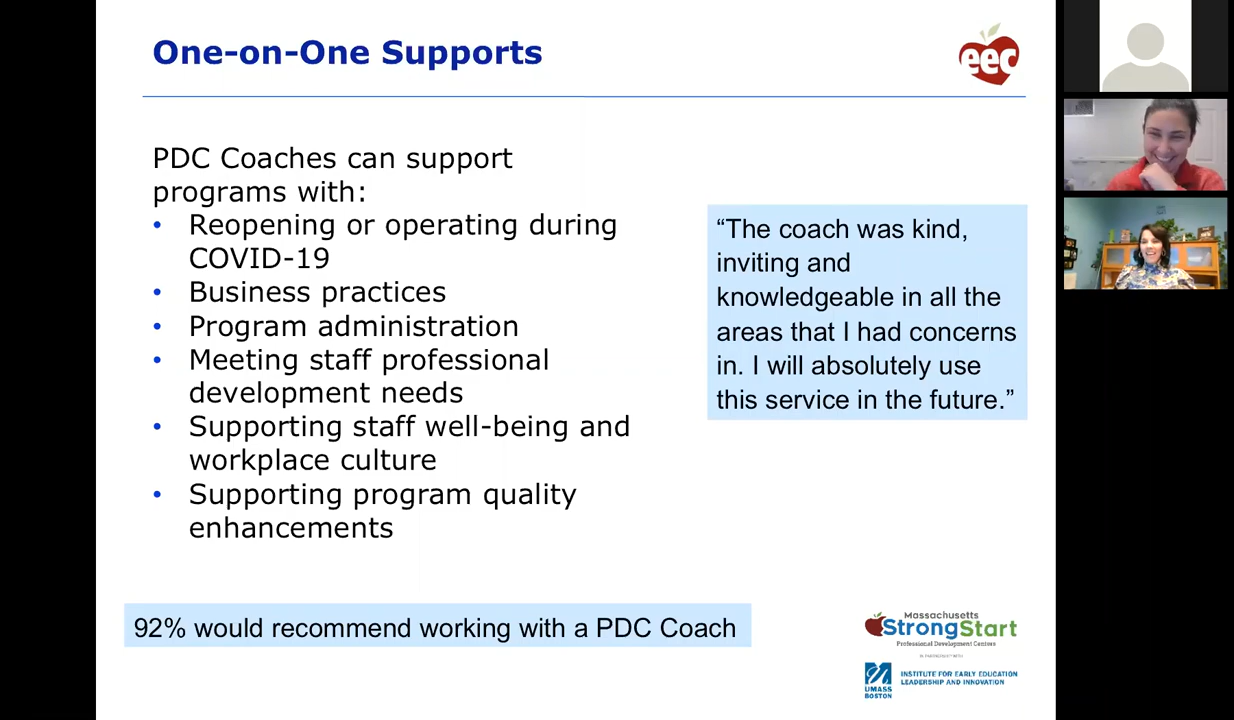 One-on-One Supports
eec
PDC Coaches can support
programs with:
• Reopening or operating during
COVID-19
• Business practices
• Program administration
• Meeting staff professional
development needs
• Supporting staff well-being and
workplace culture
• Supporting program quality
enhancements
“The coach was kind,
inviting and
knowledgeable in all the
areas that I had concerns
in. I will absolutely use
this service in the future.”
92% would recommend working with a PDC Coach
Massachusetts
StrongStart
Professional Development Centers
IN PARTNERSHIP WITH
UMASS
BOSTON
INSTITUTE FOR EARLY EDUCATION
LEADERSHIP AND INNOVATION